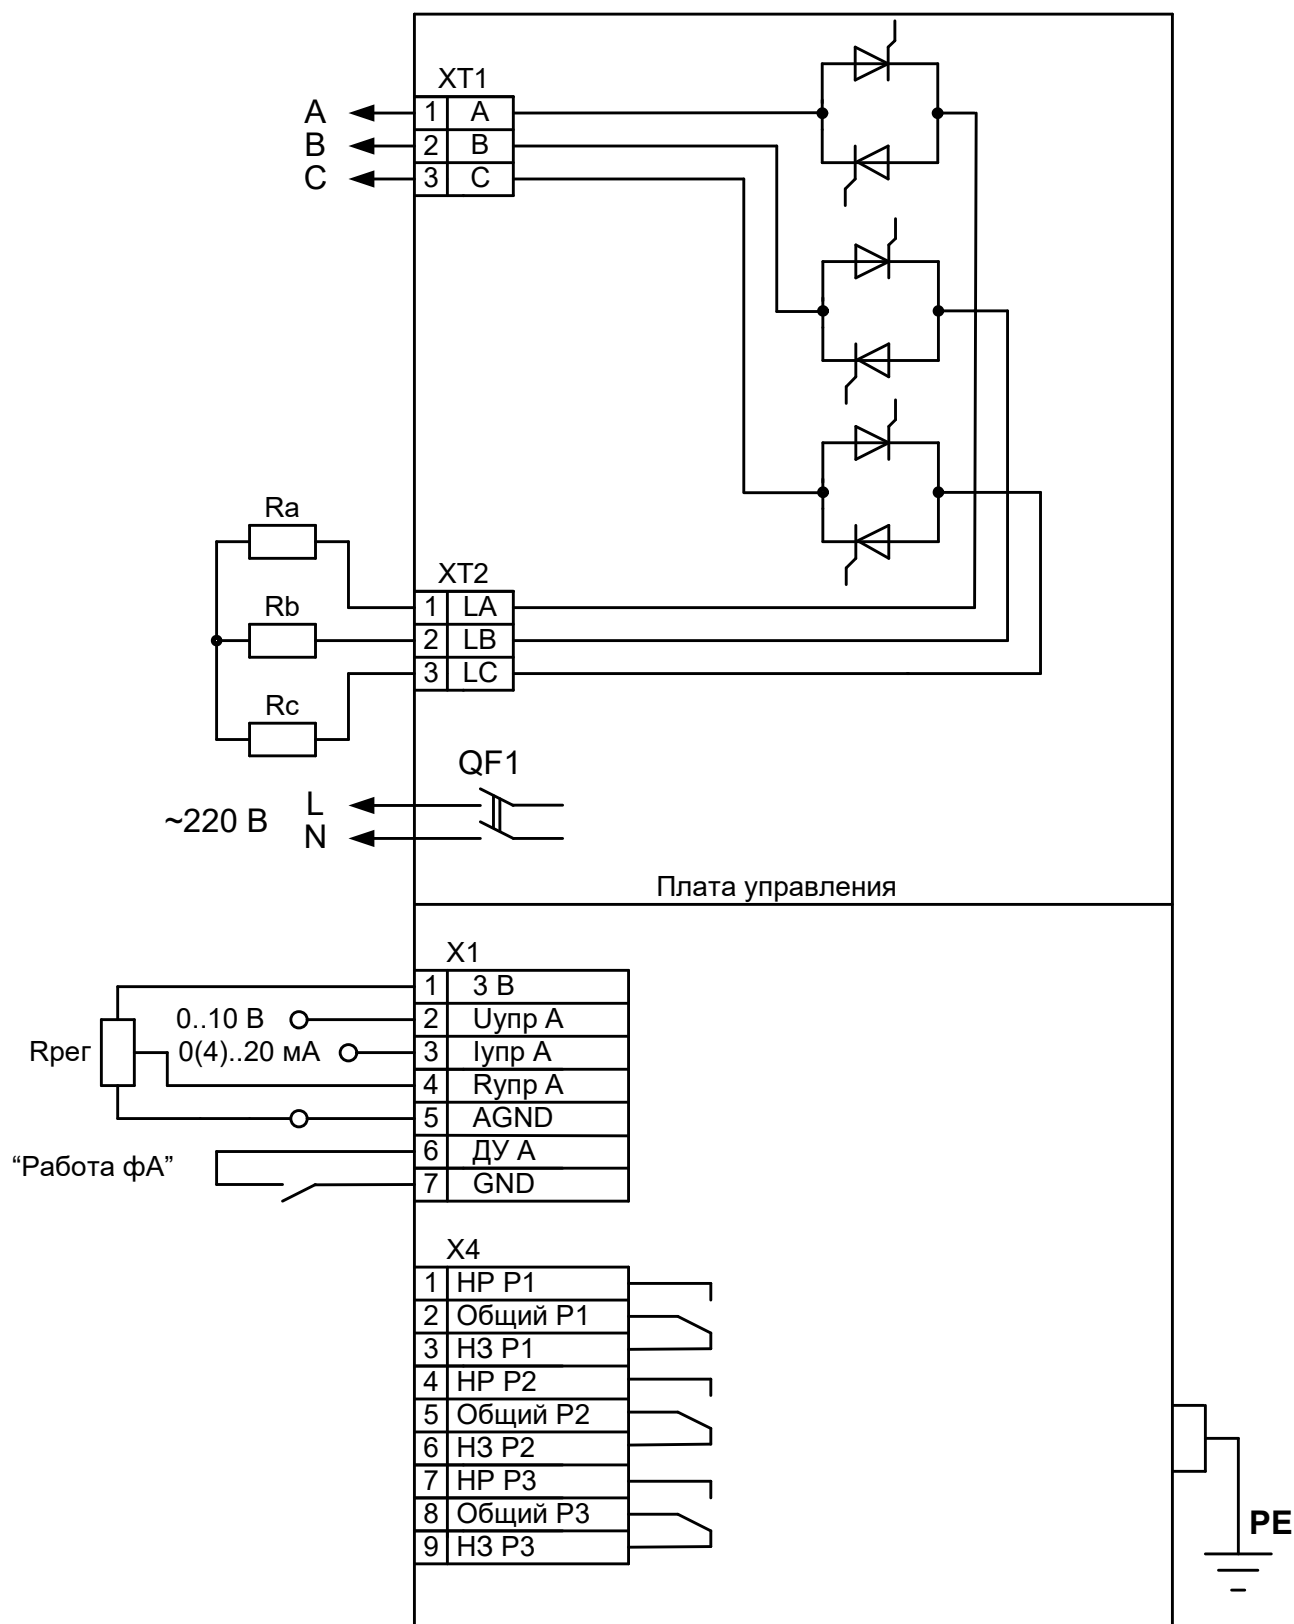 XT1
A 1 A
B 2 B
C 3 C
Ra
XT2
1 LA
Rb
2 LB
3 LC
Rc
QF1
~220 В L
N
Плата управления
X1
1 3 В
0..10 В 2 Uупр А
Rрег 0(4)..20 мА 3 Iупр А
4 Rупр А
5 AGND
“Работа фА” 6 ДУ А
7 GND
X4
1 НР Р1
2 Общий Р1
3 НЗ Р1
4 НР Р2
5 Общий Р2
6 НЗ Р2
7 НР Р3
8 Общий Р3
9 НЗ Р3
PE